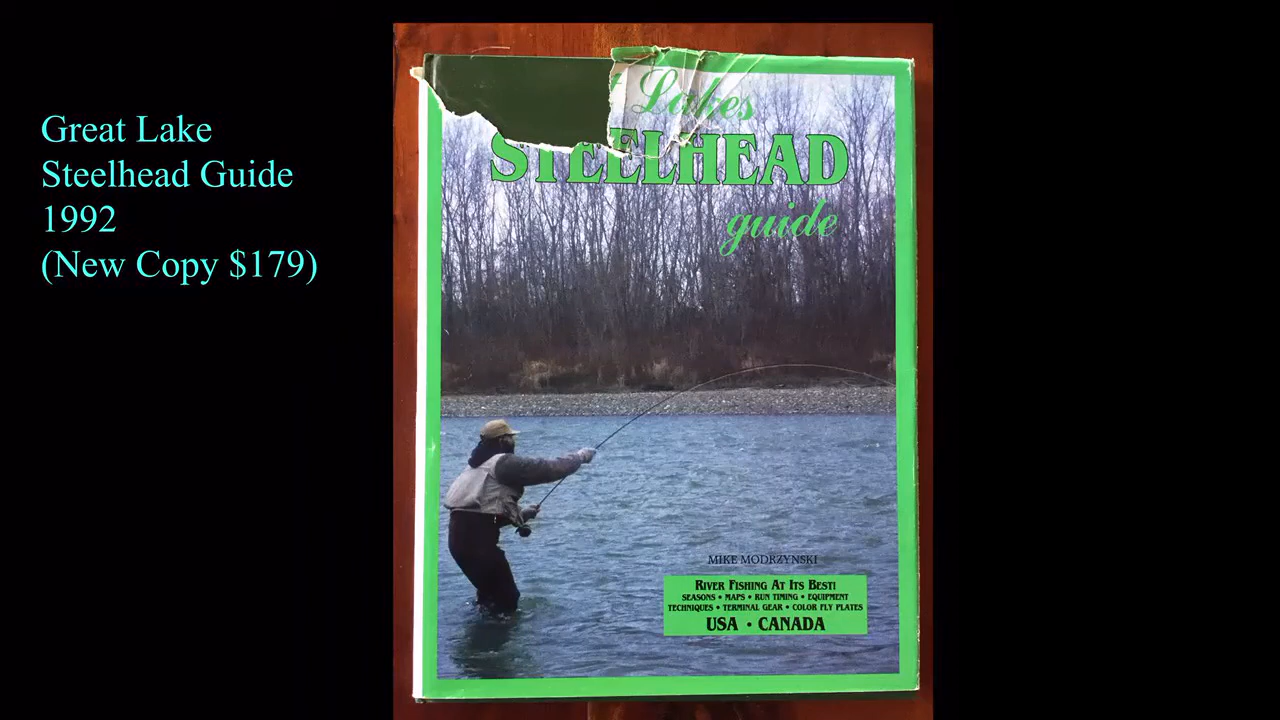 Great Lake
Steelhead Guide
1992
(New Copy $179)
t Lakes
STEELHEAD
guide
MIKE MODRZYNSKI
RIVER FISHING AT ITS BEST!
SEASONS • MAPS • RUN TIMING • EQUIPMENT
TECHNIQUES • TERMINAL GEAR • COLOR FLY PLATES
USA • CANADA